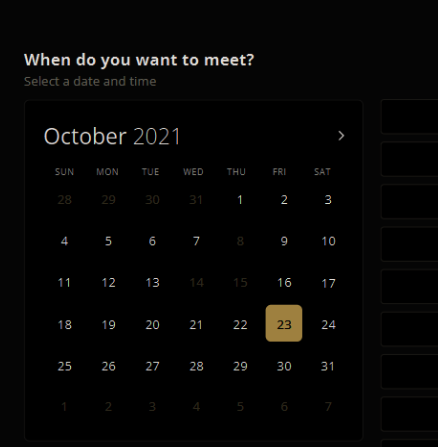 When do you want to meet?
Select a date and time
October 2021
SUN MON TUE WED THU FRI SAT
28 29 30 31 1 2 3
4 5 6 7 8 9 10
11 12 13 14 15 16 17
18 19 20 21 22 23 24
25 26 27 28 29 30 31
1 2 3 4 5 6 7